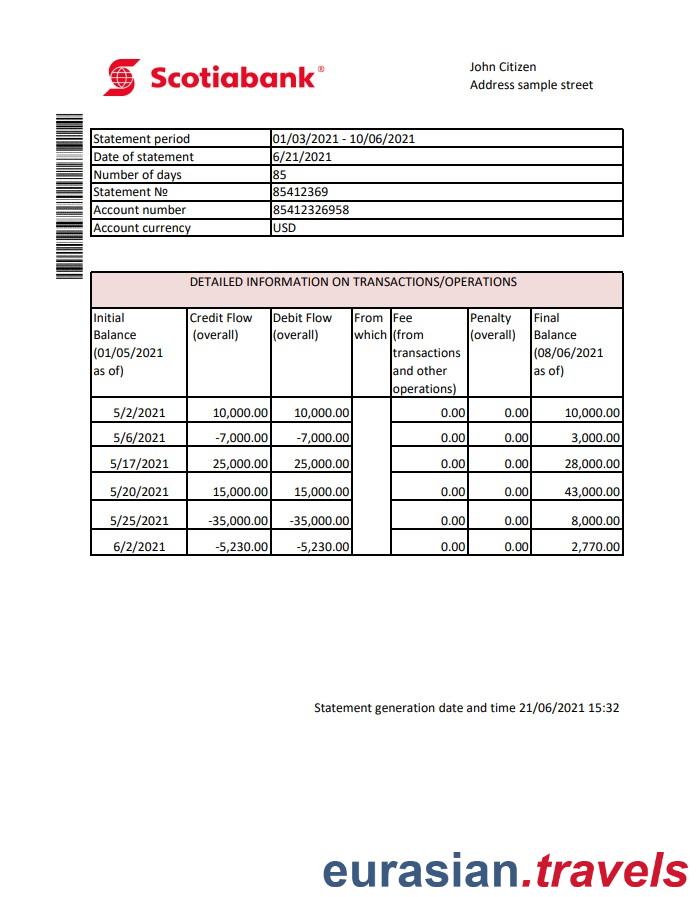 Scotiabank®
John Citizen
Address sample street
Statement period 01/03/2021 - 10/06/2021
Date of statement 6/21/2021
Number of days 85
Statement № 85412369
Account number 85412326958
Account currency USD
DETAILED INFORMATION ON TRANSACTIONS/OPERATIONS
Initial Credit Flow Debit Flow From Fee Penalty Final
Balance (overall) (overall) which (from (overall) Balance
(01/05/2021 transactions (08/06/2021
as of) and other as of)
operations)
5/2/2021 10,000.00 10,000.00 0.00 0.00 10,000.00
5/6/2021 -7,000.00 -7,000.00 0.00 0.00 3,000.00
5/17/2021 25,000.00 25,000.00 0.00 0.00 28,000.00
5/20/2021 15,000.00 15,000.00 0.00 0.00 43,000.00
5/25/2021 -35,000.00 -35,000.00 0.00 0.00 8,000.00
6/2/2021 -5,230.00 -5,230.00 0.00 0.00 2,770.00
Statement generation date and time 21/06/2021 15:32
eurasian.travels